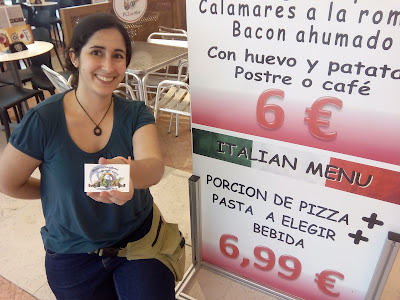 Calamares a la rom
Bacon ahumado
Con huevo y patata
Postre o café
6 €
ITALIAN MENU
PORCION DE PIZZA +
PASTA A ELEGIR +
BEBIDA
6,99 €